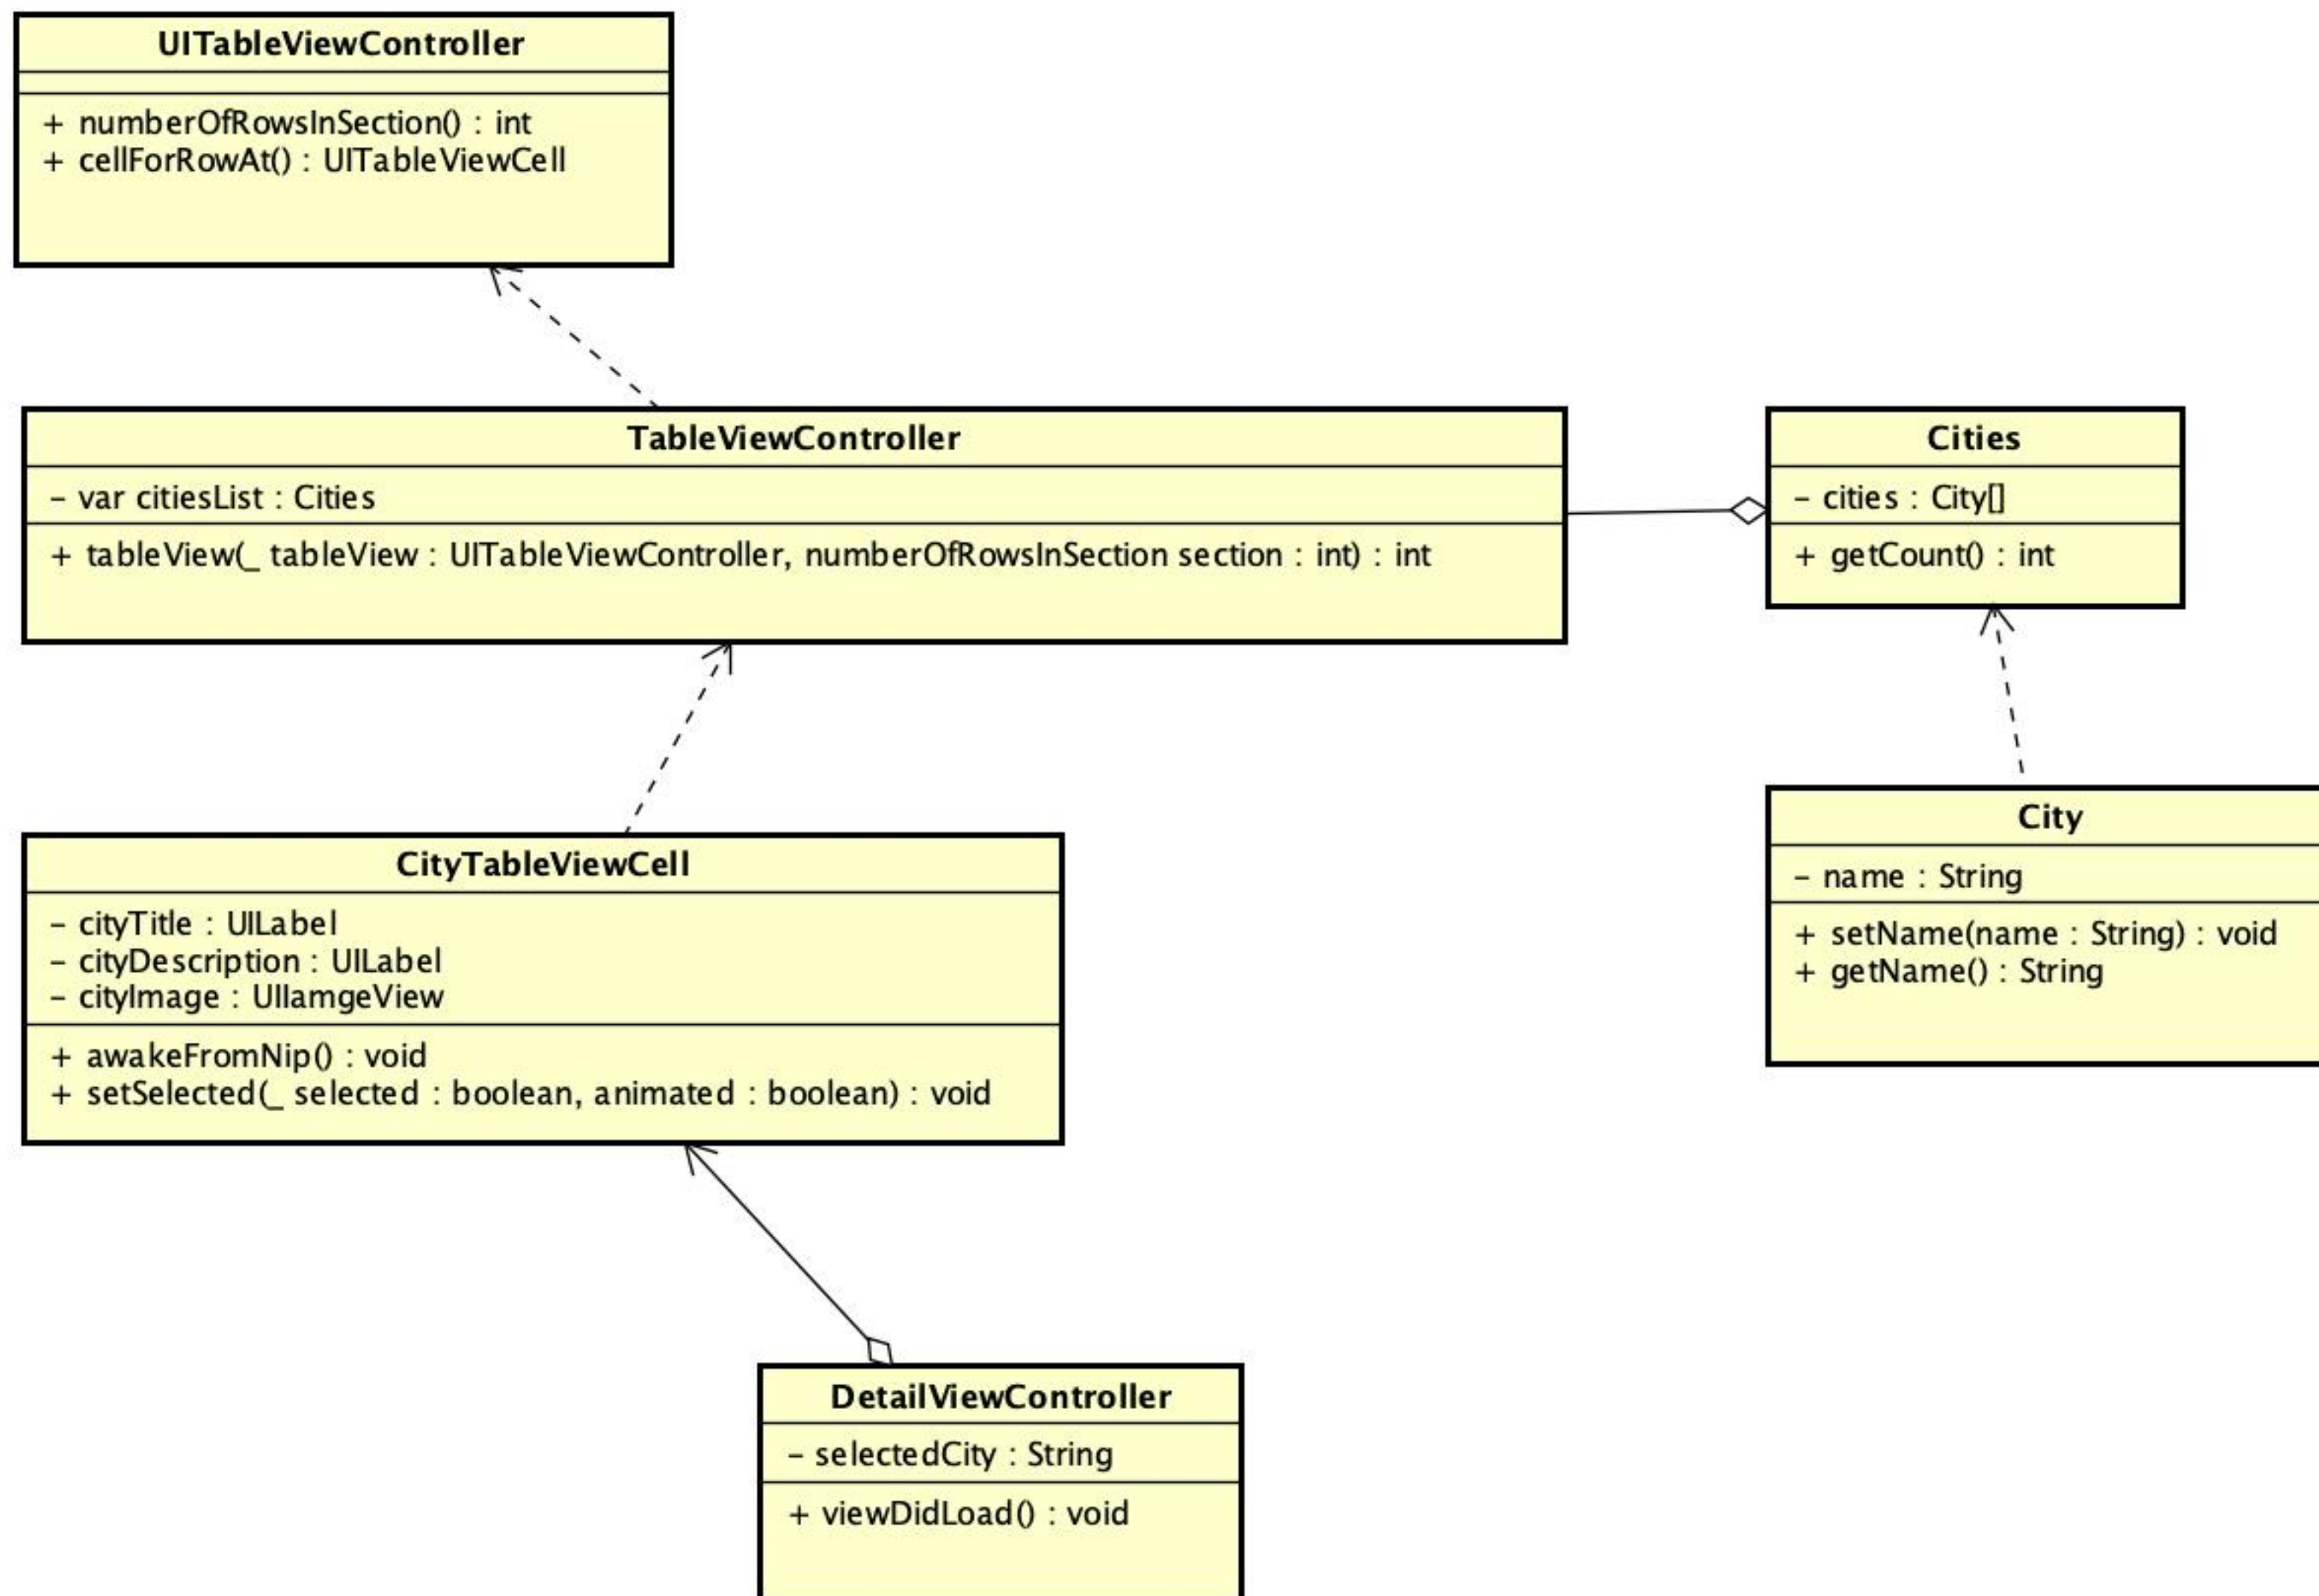 UITableViewController
+ numberOfRowsInSection() : int
+ cellForRowAt() : UITableViewCell
TableViewController
- var citiesList : Cities
+ tableView(_ tableView : UITableViewController, numberOfRowsInSection section : int) : int
Cities
- cities : City[]
+ getCount() : int
CityTableViewCell
- cityTitle : UILabel
- cityDescription : UILabel
- cityImage : UIIamgeView
+ awakeFromNip() : void
+ setSelected(_ selected : boolean, animated : boolean) : void
City
- name : String
+ setName(name : String) : void
+ getName() : String
DetailViewController
- selectedCity : String
+ viewDidLoad() : void